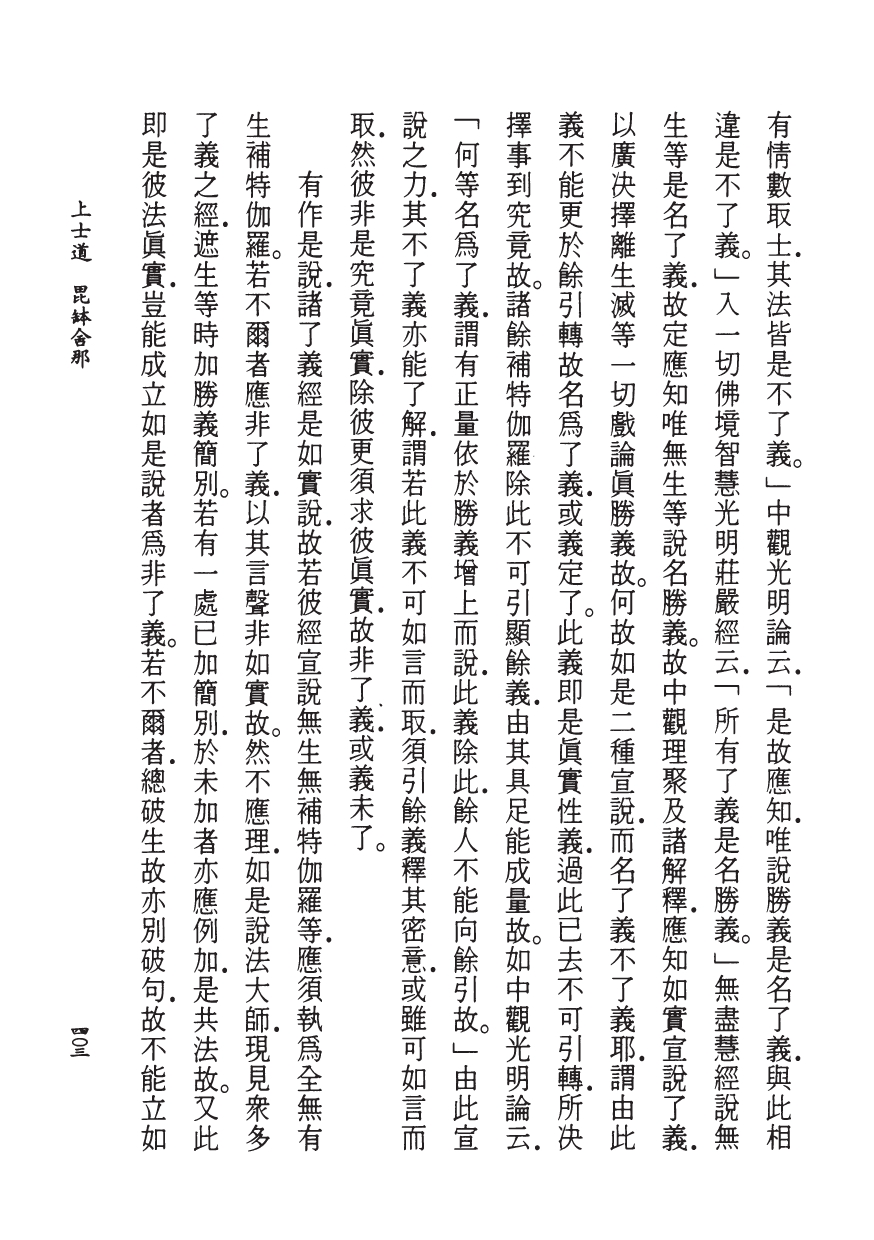 有情數取士．其法皆是不了義。」中觀光明論云．「是故應知．唯說勝義是名了義．與此相
違是不了義。」入一切佛境智慧光明莊嚴經云．「所有了義是名勝義。」無盡慧經說無
生等是名了義．故定應知唯無生等說名勝義。故中觀理聚及諸解釋．應知如實宣說了義．
以廣決擇離生滅等一切戲論眞勝義故。何故如是二種宣說．而名了義不了義耶．謂由此
義不能更於餘引轉故名爲了義．或義定了。此義即是眞實性義．過此已去不可引轉．所決
擇事到究竟故。諸餘補特伽羅除此不可引顯餘義．由其具足能成量故。如中觀光明論云．
「何等名爲了義．謂有正量依於勝義增上而說．此義除此．餘人不能向餘引故。」由此宣
說之力．其不了義亦能了解．謂若此義不可如言而取．須引餘義釋其密意．或雖可如言而
取．然彼非是究竟眞實．除彼更須求彼眞實．故非了義．或義未了。
有作是說．諸了義經是如實說．故若彼經宣說無生無補特伽羅等．應須執爲全無有
生補特伽羅。若不爾者應非了義．以其言聲非如實故。然不應理．如是說法大師．現見衆多
了義之經．遮生等時加勝義簡別。若有一處已加簡別．於未加者亦應例加．是共法故。又此
即是彼法眞實．豈能成立如是說者爲非了義。若不爾者．總破生故亦別破句．故不能立如
上士道　毘鉢舍那
四〇三